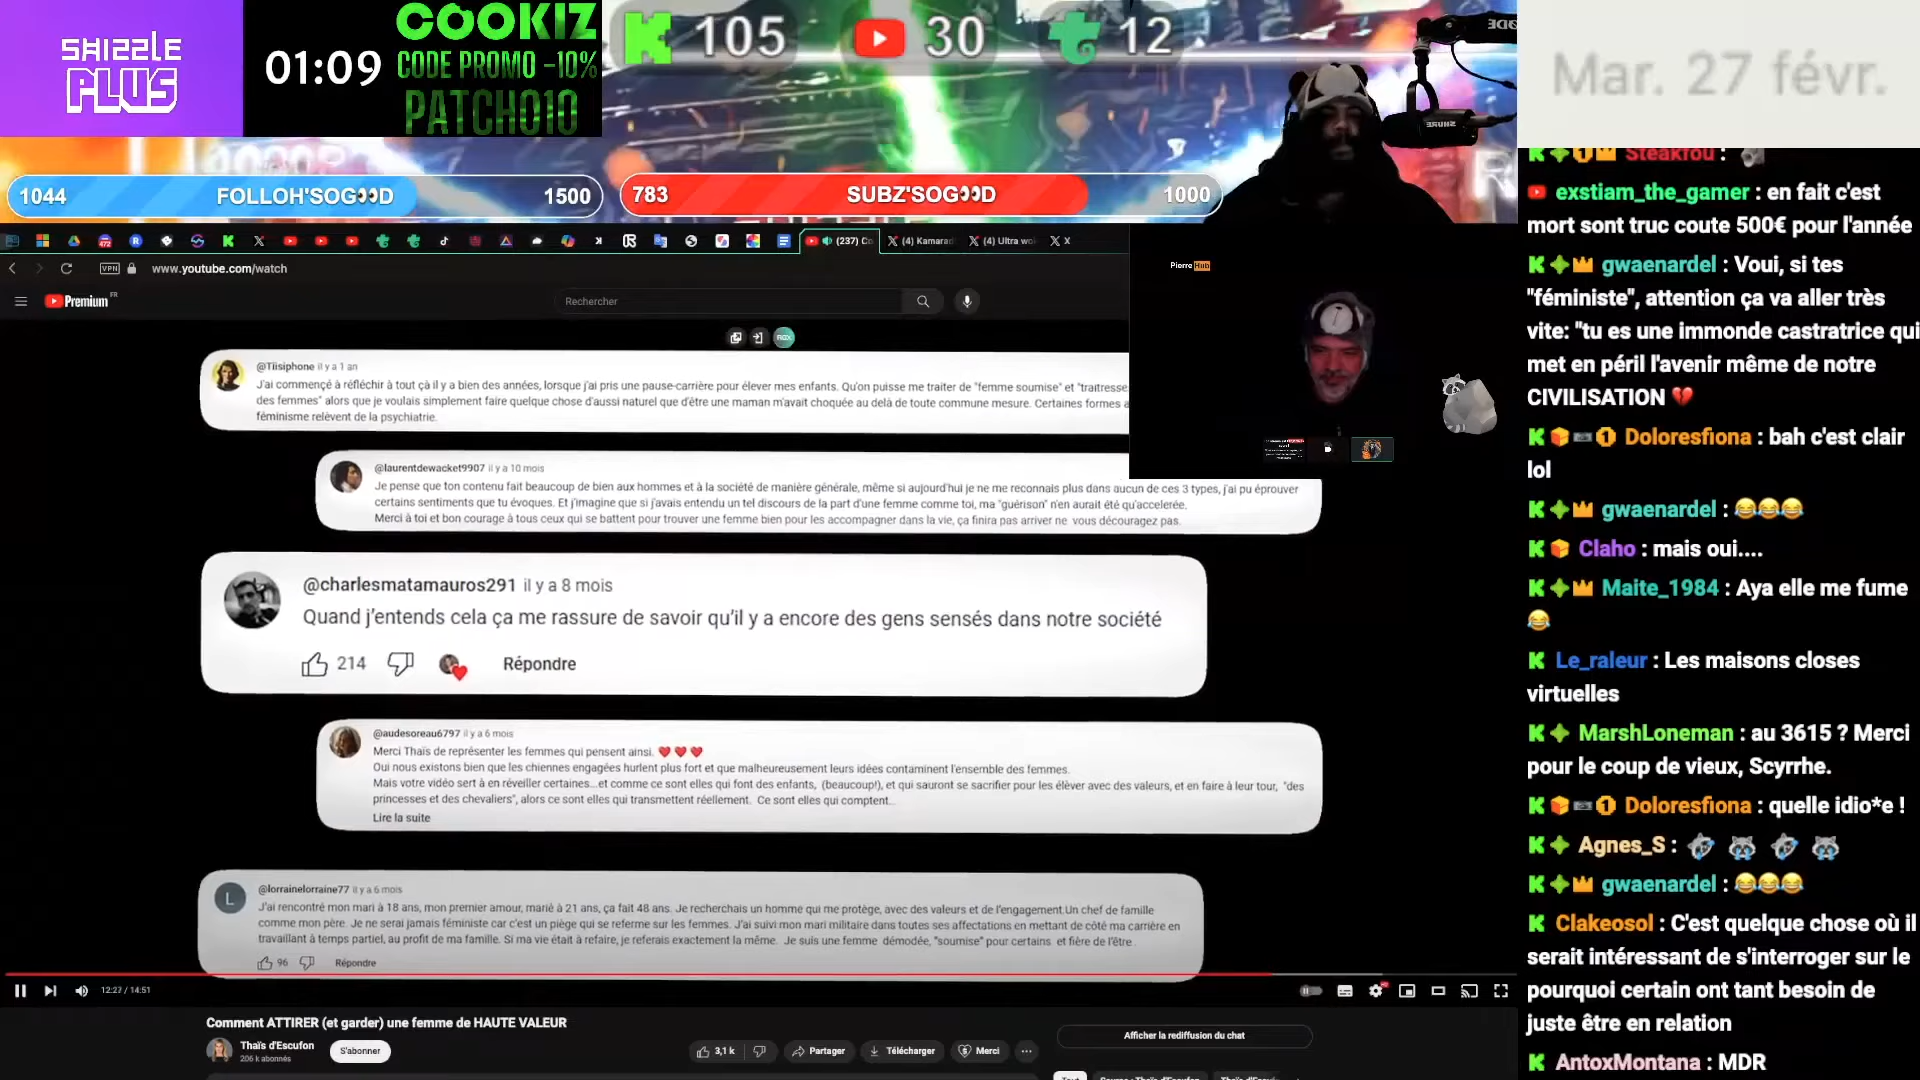 SHIZZLE
PLUS
01:09
COOKIZ
CODE PROMO -10%
PATCHO10
105
30
12
SHURE
Mar. 27 févr.
1044 FOLLOH'SOG👀D 1500
783 SUBZ'SOG👀D 1000
(237) Co
(4) Kamarad
(4) Ultra wo
X
VPN
www.youtube.com/watch
Premium FR
Rechercher
Pierre Hub
@Tiisiphone il y a 1 an
J'ai commençé à réfléchir à tout çà il y a bien des années, lorsque j'ai pris une pause-carrière pour élever mes enfants. Qu'on puisse me traiter de "femme soumise" et "traitresse
des femmes" alors que je voulais simplement faire quelque chose d'aussi naturel que d'être une maman m'avait choquée au delà de toute commune mesure. Certaines formes
féminisme relèvent de la psychiatrie.
@laurentdewacket9907 il y a 10 mois
Je pense que ton contenu fait beaucoup de bien aux hommes et à la société de manière générale, même si aujourd'hui je ne me reconnais plus dans aucun de ces 3 types, j'ai pu éprouver
certains sentiments que tu évoques. Et j'imagine que si j'avais entendu un tel discours de la part d'une femme comme toi, ma "guérison" n'en aurait été qu'accelerée.
Merci à toi et bon courage à tous ceux qui se battent pour trouver une femme bien pour les accompagner dans la vie, ça finira pas arriver ne vous découragez pas.
@charlesmatamauros291 il y a 8 mois
Quand j'entends cela ça me rassure de savoir qu'il y a encore des gens sensés dans notre société
214 Répondre
@audesoreau6797 il y a 6 mois
Merci Thaïs de représenter les femmes qui pensent ainsi. ❤️ ❤️ ❤️
Oui nous existons bien que les chiennes engagées hurlent plus fort et que malheureusement leurs idées contaminent l'ensemble des femmes.
Mais votre vidéo sert à en réveiller certaines...et comme ce sont elles qui font des enfants, (beaucoup!), et qui sauront se sacrifier pour les élèver avec des valeurs, et en faire à leur tour, "des
princesses et des chevaliers", alors ce sont elles qui transmettent réellement. Ce sont elles qui comptent...
Lire la suite
L
@lorrainelorraine77 il y a 6 mois
J'ai rencontré mon mari à 18 ans, mon premier amour, marié à 21 ans, ça fait 48 ans. Je recherchais un homme qui me protège, avec des valeurs et de l'engagement.Un chef de famille
comme mon père. Je ne serai jamais féministe car c'est un piège qui se referme sur les femmes. J'ai suivi mon mari militaire dans toutes ses affectations en mettant de côté ma carrière en
travaillant à temps partiel, au profit de ma famille. Si ma vie était à refaire, je referais exactement la même. Je suis une femme démodée, "soumise" pour certains et fière de l'être
96 Répondre
12:27 / 14:51
Comment ATTIRER (et garder) une femme de HAUTE VALEUR
Thaïs d'Escufon
206 k abonnés
S'abonner
3,1 k
Partager
Télécharger
Merci
Afficher la rediffusion du chat
Steakfou :
exstiam_the_gamer : en fait c'est
mort sont truc coute 500€ pour l'année
gwaenardel : Voui, si tes
"féministe", attention ça va aller très
vite: "tu es une immonde castratrice qui
met en péril l'avenir même de notre
CIVILISATION 💔
Doloresfiona : bah c'est clair
lol
gwaenardel : 😂😂😂
Claho : mais oui....
Maite_1984 : Aya elle me fume
😂
Le_raleur : Les maisons closes
virtuelles
MarshLoneman : au 3615 ? Merci
pour le coup de vieux, Scyrrhe.
Doloresfiona : quelle idio*e !
Agnes_S :
gwaenardel : 😂😂😂
Clakeosol : C'est quelque chose où il
serait intéressant de s'interroger sur le
pourquoi certain ont tant besoin de
juste être en relation
AntoxMontana : MDR